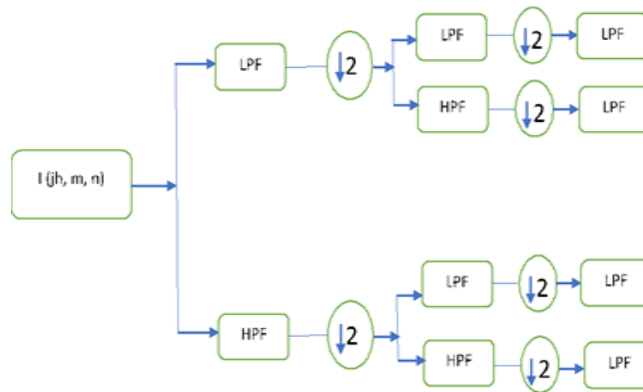 LPF ↓2 LPF
LPF ↓2
HPF ↓2 LPF
I (jh, m, n)
LPF ↓2 LPF
HPF ↓2
HPF ↓2 LPF